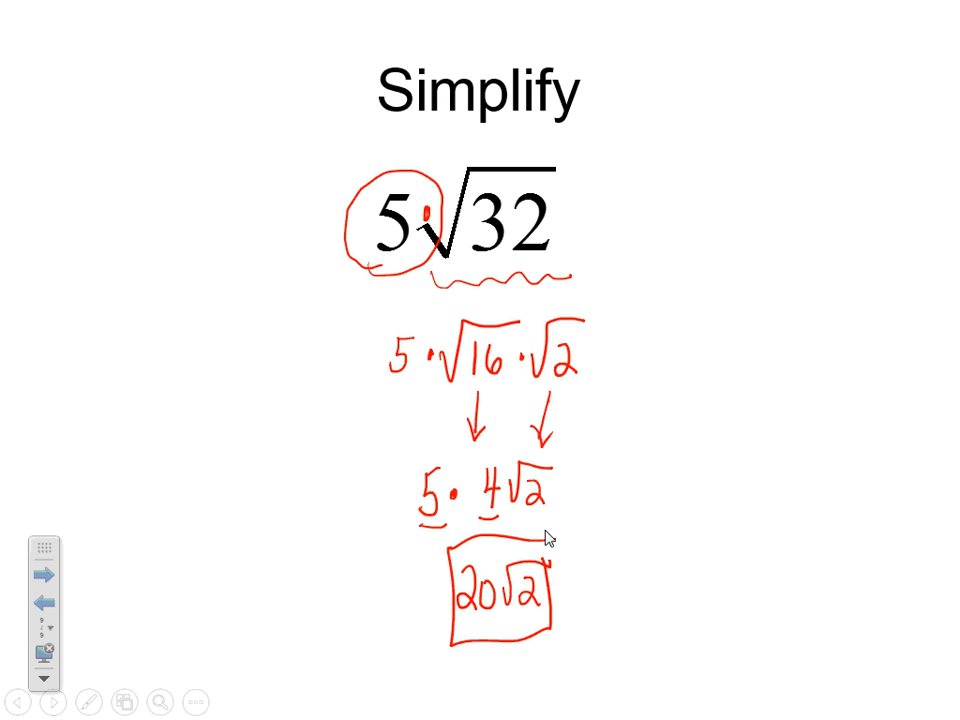 Simplify
5√32
5 · √16 · √2
5 · 4√2
20√2